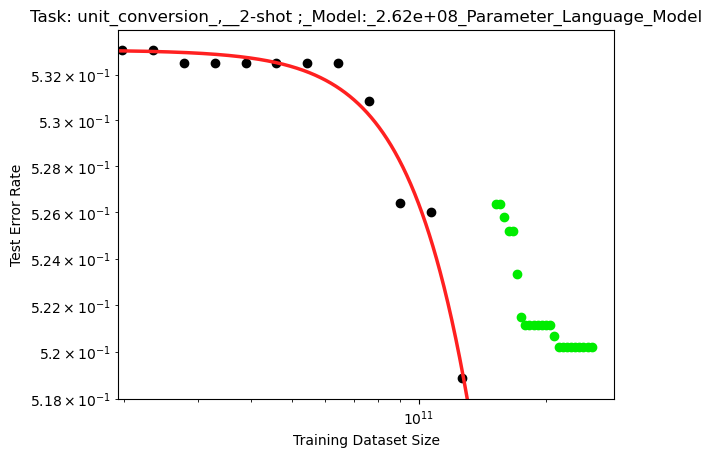 Task: unit_conversion_,__2-shot ;_Model:_2.62e+08_Parameter_Language_Model
5.32 × 10⁻¹
5.3 × 10⁻¹
5.28 × 10⁻¹
5.26 × 10⁻¹
5.24 × 10⁻¹
5.22 × 10⁻¹
5.2 × 10⁻¹
5.18 × 10⁻¹
Test Error Rate
10¹¹
Training Dataset Size